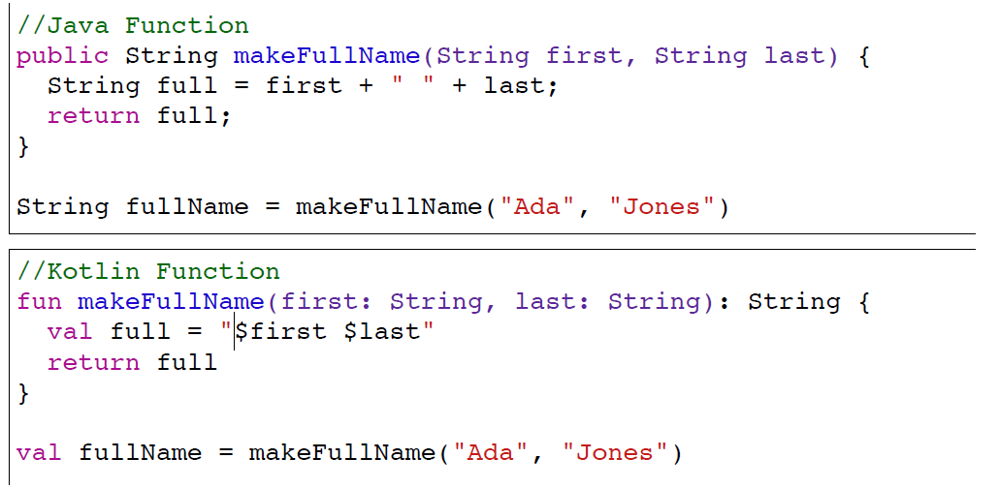 //Java Function
public String makeFullName(String first, String last) {
  String full = first + " " + last;
  return full;
}
String fullName = makeFullName("Ada", "Jones")
//Kotlin Function
fun makeFullName(first: String, last: String): String {
  val full = "$first $last"
  return full
}
val fullName = makeFullName("Ada", "Jones")